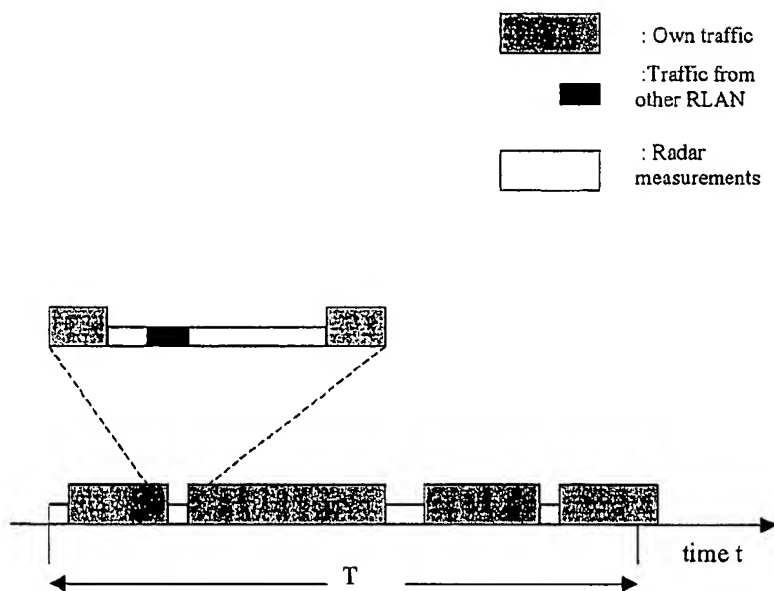 : Own traffic
:Traffic from
other RLAN
: Radar
measurements
time t
T